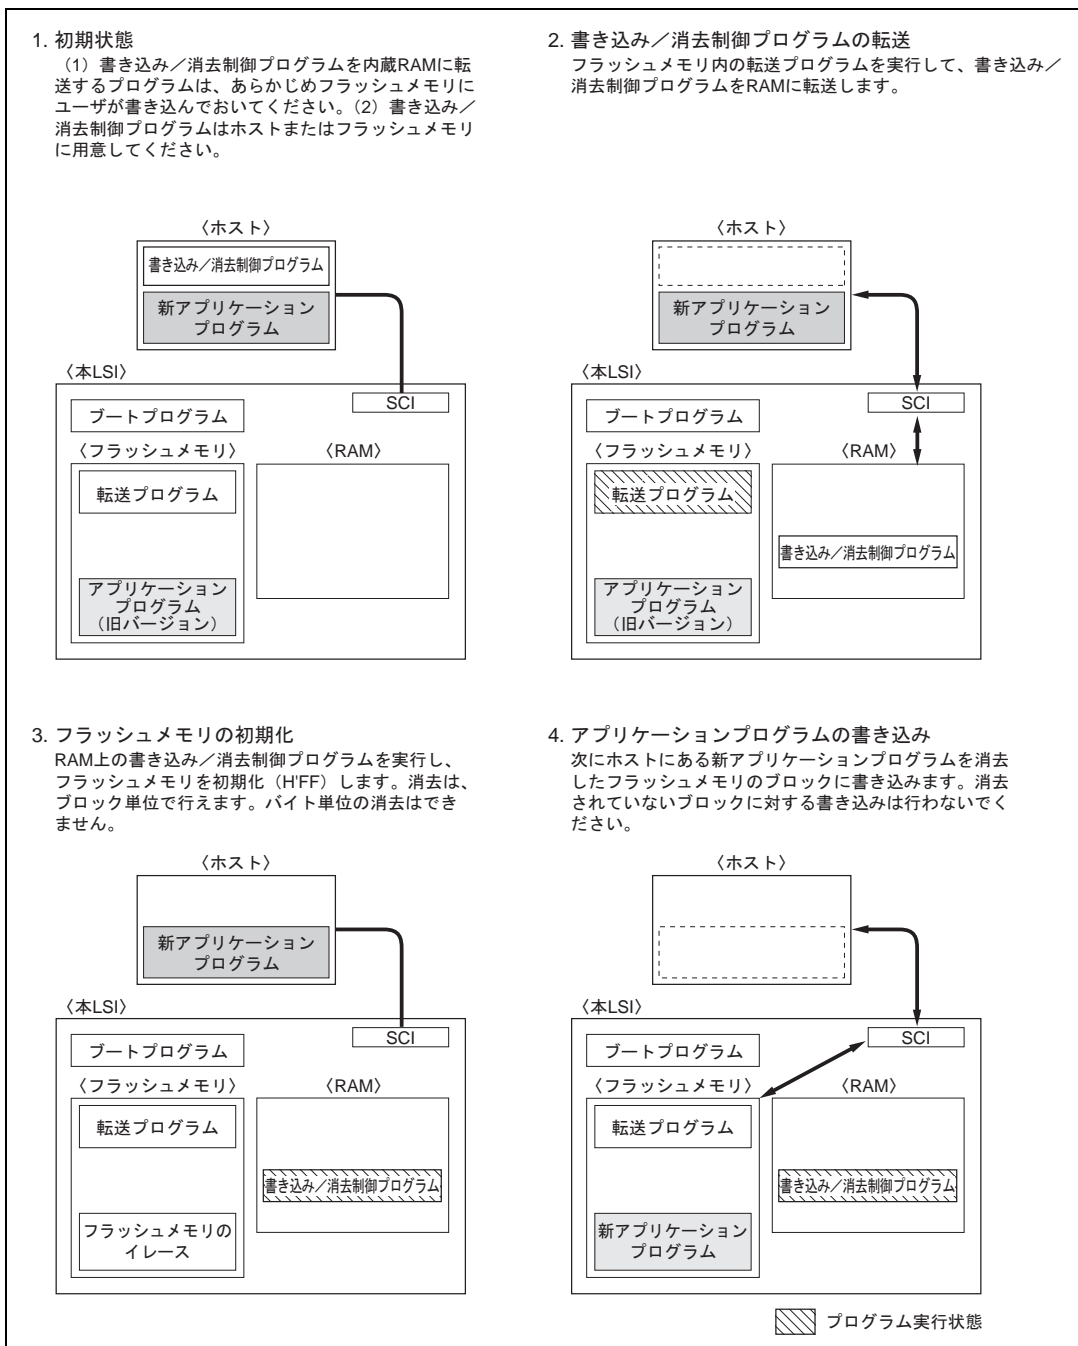 1. 初期状態
（1）書き込み／消去制御プログラムを内蔵RAMに転
送するプログラムは、あらかじめフラッシュメモリに
ユーザが書き込んでおいてください。（2）書き込み／
消去制御プログラムはホストまたはフラッシュメモリ
に用意してください。
〈ホスト〉
書き込み／消去制御プログラム
新アプリケーション
プログラム
〈本LSI〉
SCI
ブートプログラム
〈フラッシュメモリ〉
〈RAM〉
転送プログラム
アプリケーション
プログラム
（旧バージョン）
2. 書き込み／消去制御プログラムの転送
フラッシュメモリ内の転送プログラムを実行して、書き込み／
消去制御プログラムをRAMに転送します。
〈ホスト〉
新アプリケーション
プログラム
〈本LSI〉
SCI
ブートプログラム
〈フラッシュメモリ〉
〈RAM〉
転送プログラム
書き込み／消去制御プログラム
アプリケーション
プログラム
（旧バージョン）
3. フラッシュメモリの初期化
RAM上の書き込み／消去制御プログラムを実行し、
フラッシュメモリを初期化（H'FF）します。消去は、
ブロック単位で行えます。バイト単位の消去はでき
ません。
〈ホスト〉
新アプリケーション
プログラム
〈本LSI〉
SCI
ブートプログラム
〈フラッシュメモリ〉
〈RAM〉
転送プログラム
書き込み／消去制御プログラム
フラッシュメモリの
イレース
4. アプリケーションプログラムの書き込み
次にホストにある新アプリケーションプログラムを消去
したフラッシュメモリのブロックに書き込みます。消去
されていないブロックに対する書き込みは行わないでく
ださい。
〈ホスト〉
〈本LSI〉
SCI
ブートプログラム
〈フラッシュメモリ〉
〈RAM〉
転送プログラム
書き込み／消去制御プログラム
新アプリケーション
プログラム
プログラム実行状態